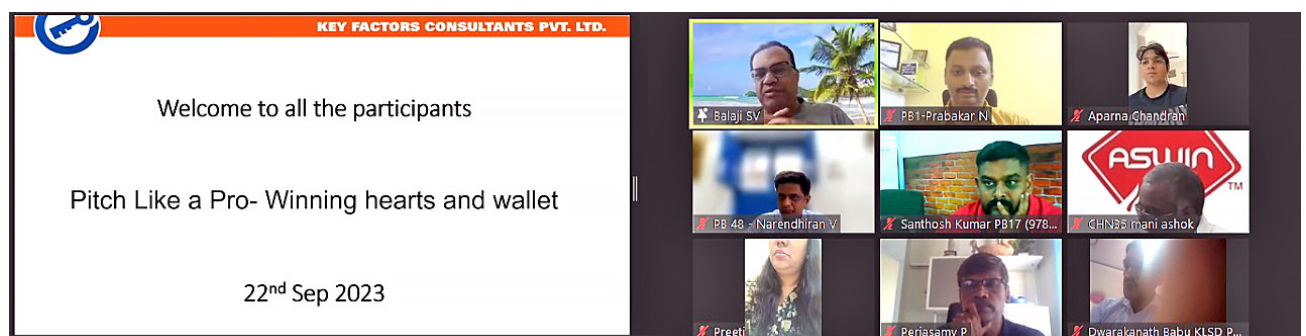 KEY FACTORS CONSULTANTS PVT. LTD.
Welcome to all the participants
Pitch Like a Pro- Winning hearts and wallet
22nd Sep 2023
Balaji SV
PB1-Prabakar N
Aparna Chandran
PB 48 - Narendhiran V
Santhosh Kumar PB17 (978...
ASWIN
TM
CHN35 mani ashok
Preeti
Periasamy P
Dwarakanath Babu KLSD P...